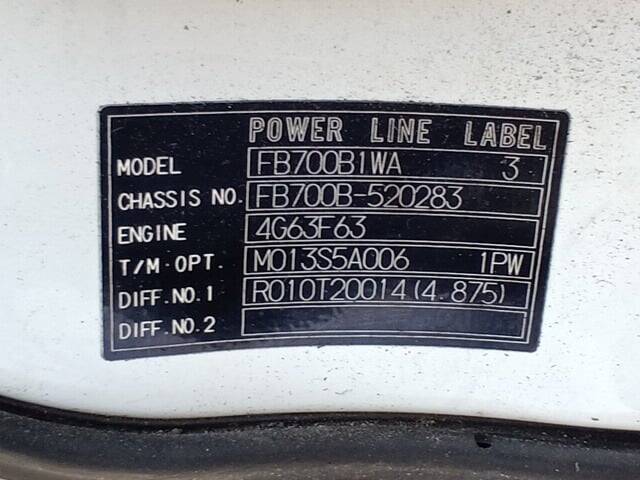 POWER LINE LABEL
MODEL FB700B1WA 3
CHASSIS NO. FB700B-520283
ENGINE 4G63F63
T/M·OPT. M013S5A006 1PW
DIFF.NO.1 R010T20014(4.875)
DIFF.NO.2